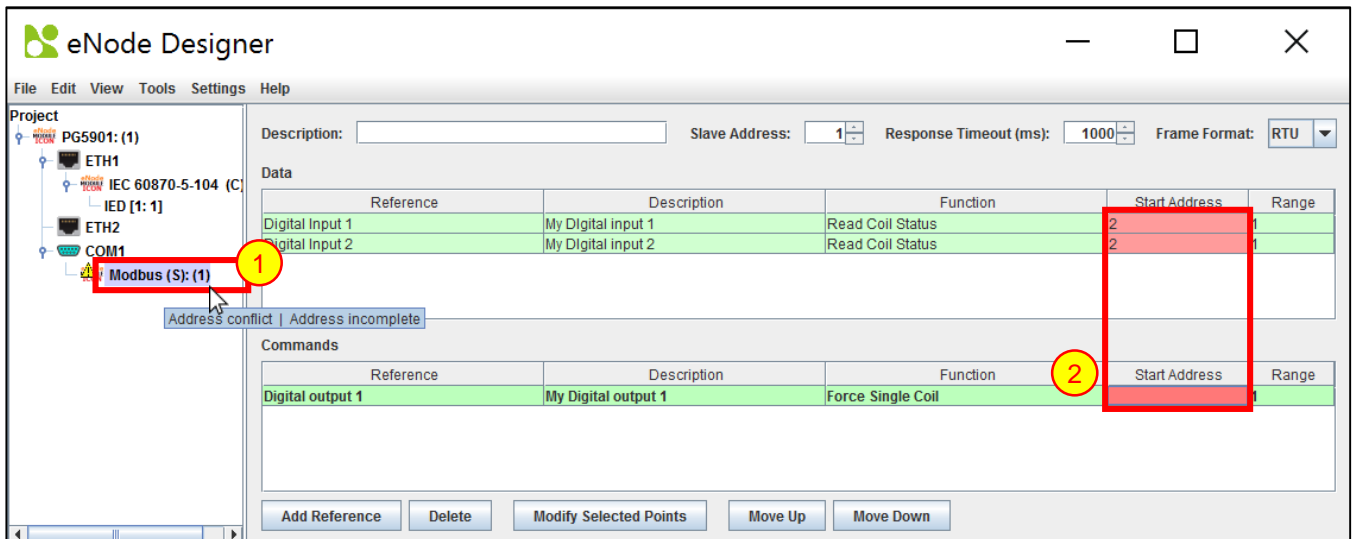 eNode Designer
File Edit View Tools Settings Help
Project
PG5901: (1)
ETH1
IEC 60870-5-104 (C)
IED [1: 1]
ETH2
COM1
Modbus (S): (1)
1
Address conflict | Address incomplete
Description: Slave Address: 1 Response Timeout (ms): 1000 Frame Format: RTU
Data
Reference Description Function Start Address Range
Digital Input 1 My DIgital input 1 Read Coil Status 2 1
Digital Input 2 My DIgital input 2 Read Coil Status 2 1
Commands
2
Reference Description Function Start Address Range
Digital output 1 My Digital output 1 Force Single Coil 1
Add Reference Delete Modify Selected Points Move Up Move Down